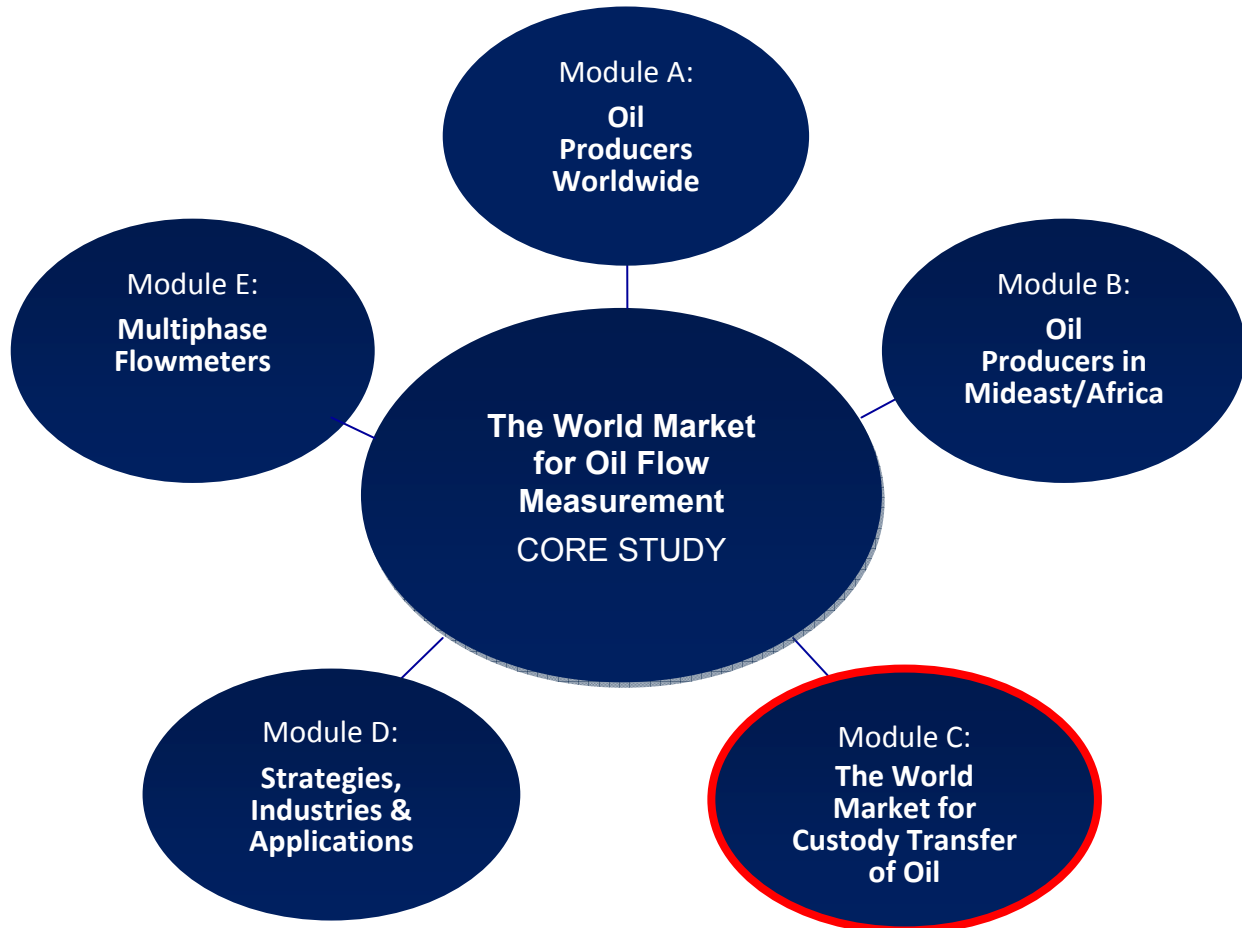 Module A:
Oil
Producers
Worldwide
Module E:
Multiphase
Flowmeters
Module B:
Oil
Producers in
Mideast/Africa
The World Market
for Oil Flow
Measurement
CORE STUDY
Module D:
Strategies,
Industries &
Applications
Module C:
The World
Market for
Custody Transfer
of Oil